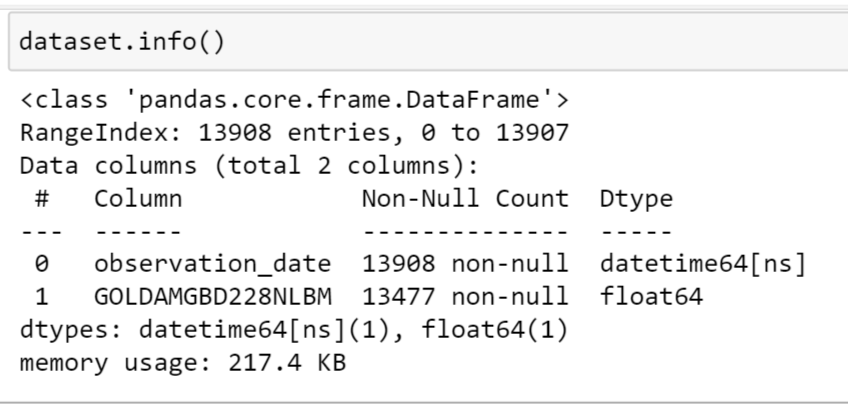 dataset.info()
<class 'pandas.core.frame.DataFrame'>
RangeIndex: 13908 entries, 0 to 13907
Data columns (total 2 columns):
 #   Column             Non-Null Count  Dtype
---  ------             --------------  -----
 0   observation_date   13908 non-null  datetime64[ns]
 1   GOLDAMGBD228NLBM   13477 non-null  float64
dtypes: datetime64[ns](1), float64(1)
memory usage: 217.4 KB